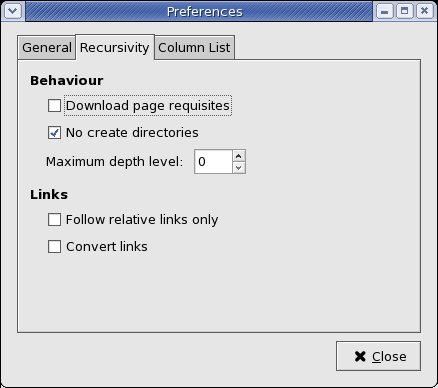 Preferences
General Recursivity Column List
Behaviour
Download page requisites
No create directories
Maximum depth level: 0
Links
Follow relative links only
Convert links
Close